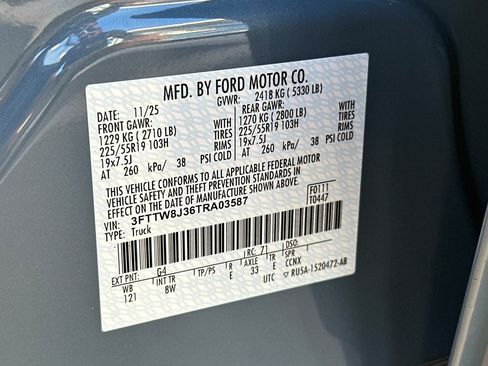 MFD. BY FORD MOTOR CO.
DATE: 11/25 GVWR: 2418 KG ( 5330 LB)
FRONT GAWR: REAR GAWR:
1229 KG ( 2710 LB) WITH 1270 KG ( 2800 LB) WITH
225/55R19 103H TIRES 225/55R19 103H TIRES
19x7.5J RIMS 19x7.5J RIMS
AT 260 kPa/ 38 PSI COLD AT 260 kPa/ 38 PSI COLD
THIS VEHICLE CONFORMS TO ALL APPLICABLE FEDERAL MOTOR
VEHICLE SAFETY AND THEFT PREVENTION STANDARDS IN
EFFECT ON THE DATE OF MANUFACTURE SHOWN ABOVE.
VIN: 3FTTW8J36TRA03587
TYPE: Truck
F0111
T0447
EXT PNT: G4 RC: 71 DSO:
WB INT TR TP/PS R AXLE TR SPR
121 8W E 33 E CCNX
UTC ▽ RU5A-1520472-AB